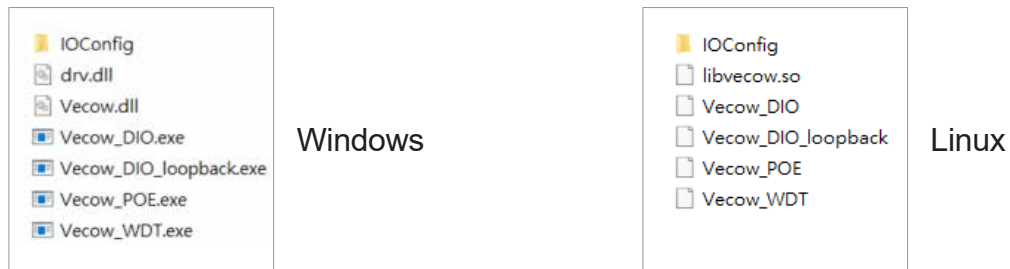 IOConfig
drv.dll
Vecow.dll
Vecow_DIO.exe
Vecow_DIO_loopback.exe
Vecow_POE.exe
Vecow_WDT.exe
Windows
IOConfig
libvecow.so
Vecow_DIO
Vecow_DIO_loopback
Vecow_POE
Vecow_WDT
Linux